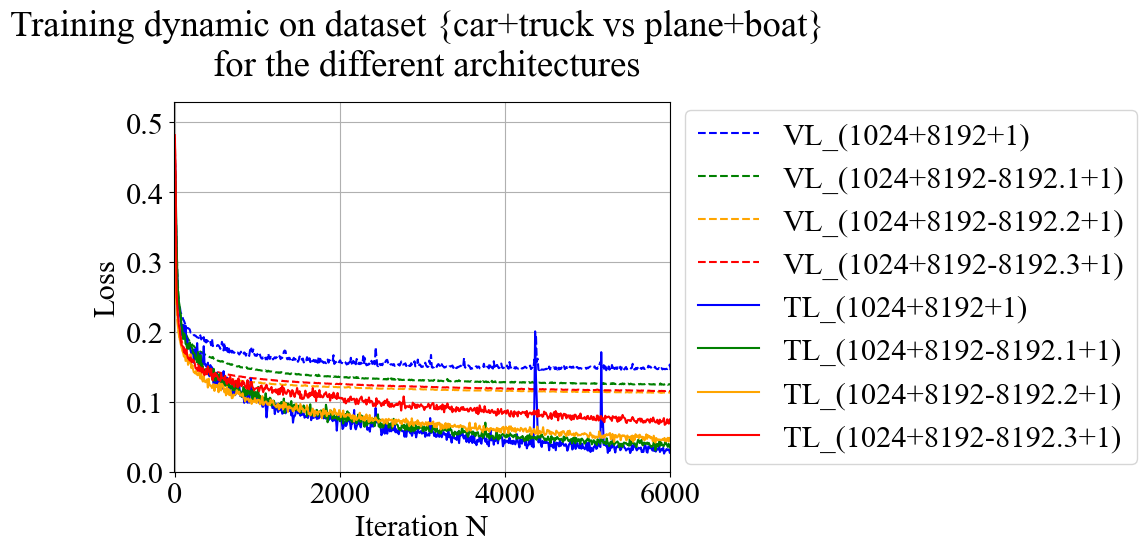 Training dynamic on dataset {car+truck vs plane+boat}
for the different architectures
0.5
0.4
0.3
0.2
0.1
0.0
Loss
0
2000
4000
6000
Iteration N
VL_(1024+8192+1)
VL_(1024+8192-8192.1+1)
VL_(1024+8192-8192.2+1)
VL_(1024+8192-8192.3+1)
TL_(1024+8192+1)
TL_(1024+8192-8192.1+1)
TL_(1024+8192-8192.2+1)
TL_(1024+8192-8192.3+1)